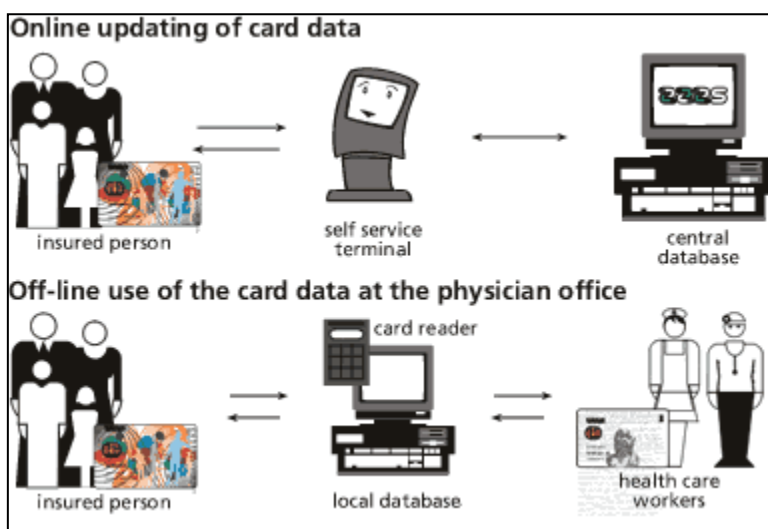 Online updating of card data
insured person
self service
terminal
central
database
Off-line use of the card data at the physician office
card reader
insured person
local database
health care
workers